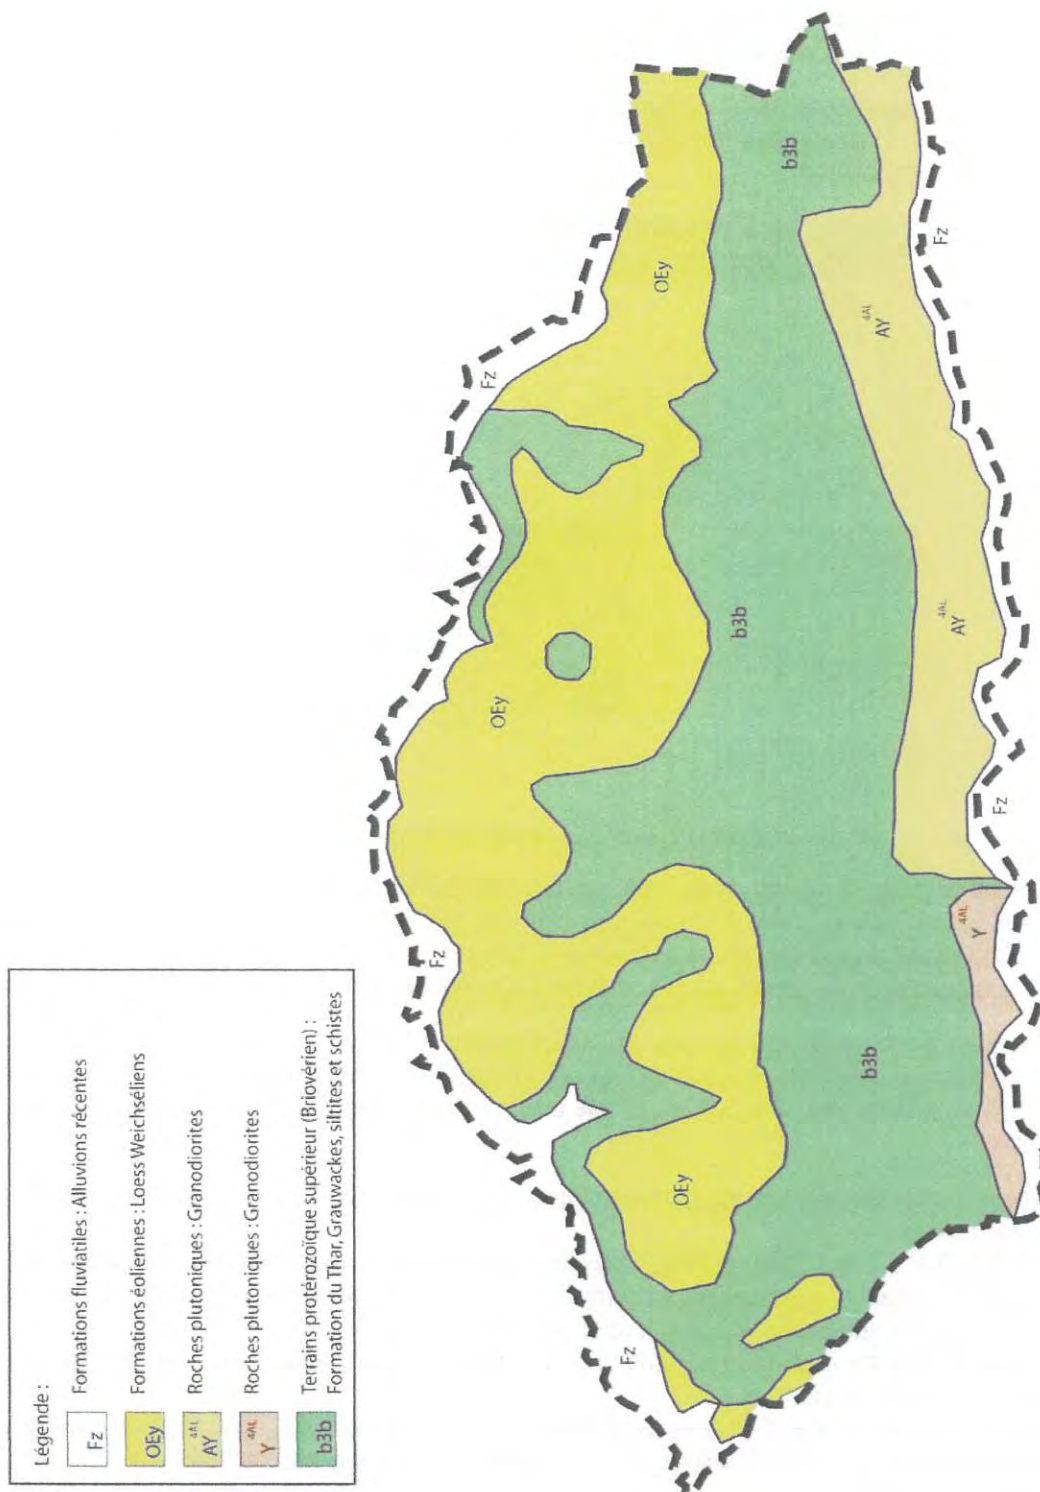 Légende :
Fz
Formations fluviatiles : Alluvions récentes
OEy
Formations éoliennes : Loess Weichséliens
4AL
AY
Roches plutoniques : Granodiorites
4AL
Y
Roches plutoniques : Granodiorites
b3b
Terrains protérozoïque supérieur (Briovérien) :
Formation du Thar, Grauwackes, siltites et schistes
Fz
Fz
Fz
OEy
OEy
OEy
b3b
b3b
b3b
4AL
Y
4AL
AY
4AL
AY
Fz
Fz